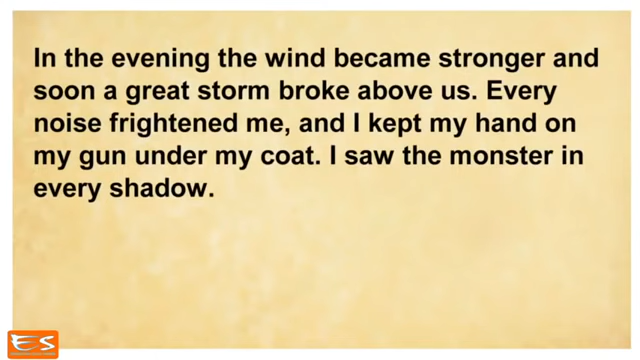 In the evening the wind became stronger and
soon a great storm broke above us. Every
noise frightened me, and I kept my hand on
my gun under my coat. I saw the monster in
every shadow.
ES